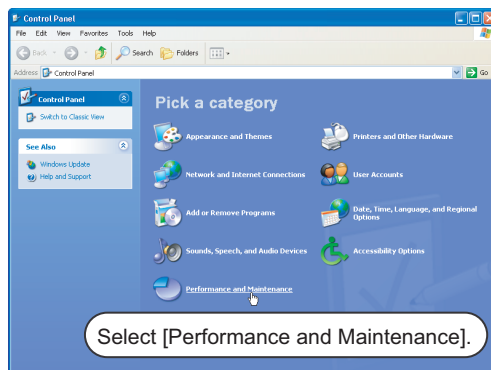 Control Panel
File Edit View Favorites Tools Help
Back Search Folders
Address Control Panel Go
Control Panel
Switch to Classic View
See Also
Windows Update
Help and Support
Pick a category
Appearance and Themes
Printers and Other Hardware
Network and Internet Connections
User Accounts
Add or Remove Programs
Date, Time, Language, and Regional
Options
Sounds, Speech, and Audio Devices
Accessibility Options
Performance and Maintenance
Select [Performance and Maintenance].